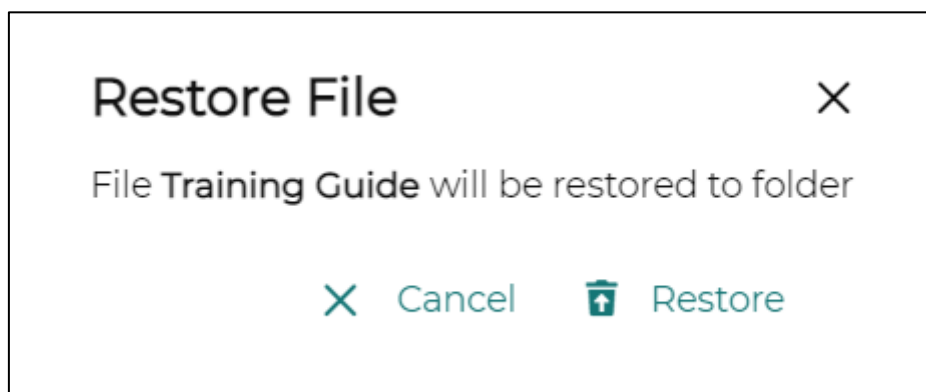 Restore File
File Training Guide will be restored to folder
Cancel Restore